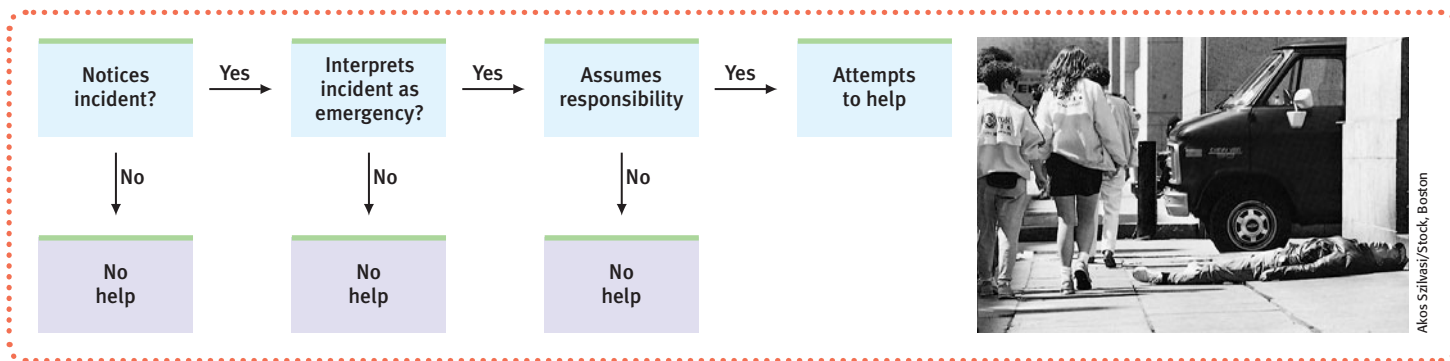 Notices
incident?
Yes
Interprets
incident as
emergency?
Yes
Assumes
responsibility
Yes
Attempts
to help
No
No
No
No
help
No
help
No
help
Akos Szilvasi/Stock, Boston